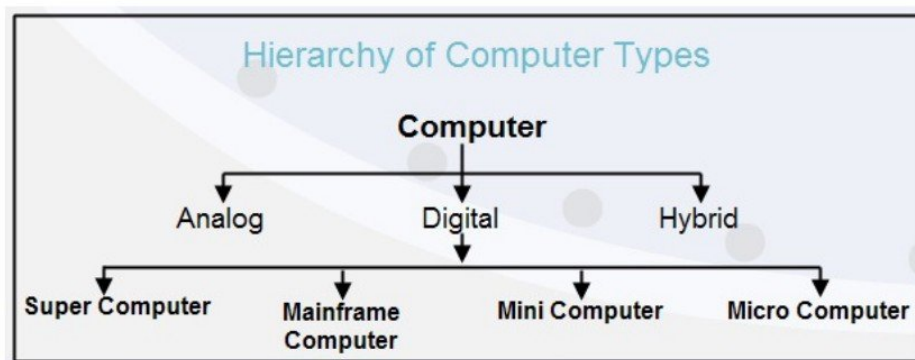 Hierarchy of Computer Types
Computer
Analog Digital Hybrid
Super Computer Mainframe Computer Mini Computer Micro Computer